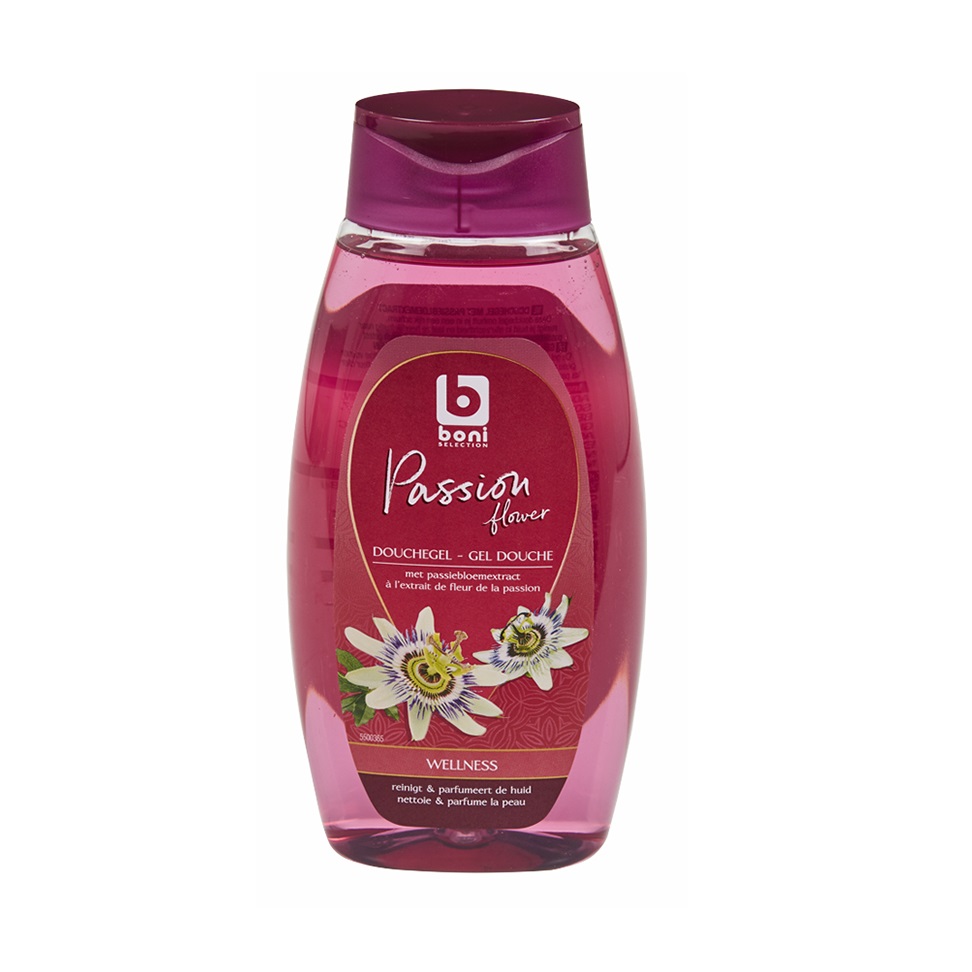 boni
SELECTION
Passion
flower
DOUCHEGEL - GEL DOUCHE
met passiebloemextract
à l'extrait de fleur de la passion
5500365
WELLNESS
reinigt & parfumeert de huid
nettoie & parfume la peau